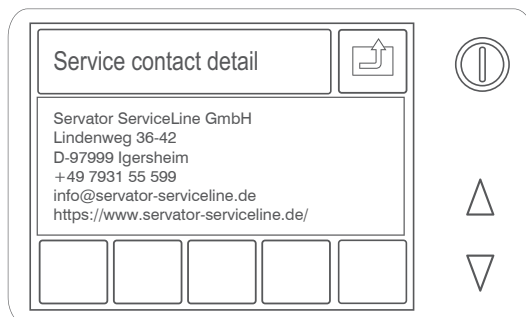 Service contact detail
Servator ServiceLine GmbH
Lindenweg 36-42
D-97999 Igersheim
+49 7931 55 599
info@servator-serviceline.de
https://www.servator-serviceline.de/